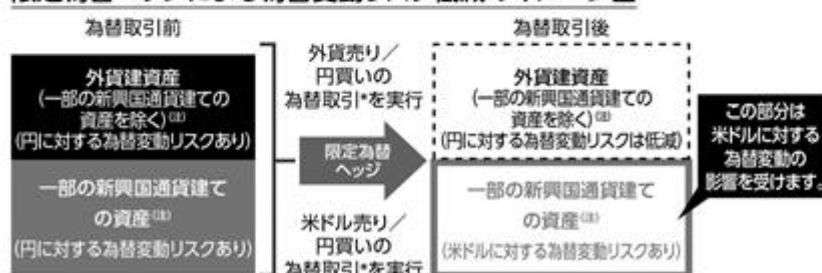 為替取引前
為替取引後
外貨建資産
(一部の新興国通貨建ての
資産を除く)(注)
(円に対する為替変動リスクあり)
一部の新興国通貨建て
の資産(注)
(円に対する為替変動リスクあり)
外貨売り/
円買いの
為替取引*を実行
限定為替
ヘッジ
米ドル売り/
円買いの
為替取引*を実行
外貨建資産
(一部の新興国通貨建ての
資産を除く)(注)
(円に対する為替変動リスクは低減)
一部の新興国通貨建て
の資産(注)
(米ドルに対する為替変動リスクあり)
この部分は
米ドルに対する
為替変動の
影響を受けます。